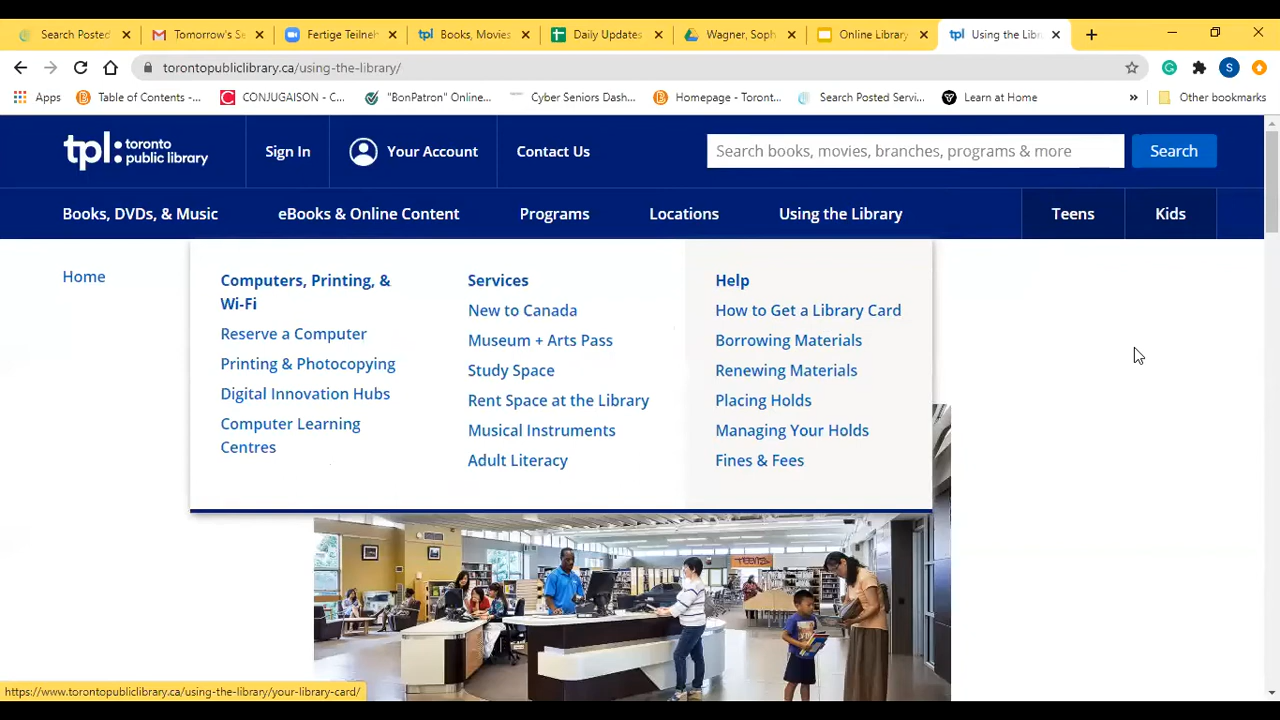 Search Posted
Tomorrow's Se
Fertige Teilneh
Books, Movies
Daily Updates
Wagner, Soph
Online Library
Using the Libr
torontopubliclibrary.ca/using-the-library/
S
Apps
Table of Contents - ...
CONJUGAISON - C...
"BonPatron" Online...
Cyber Seniors Dash...
Homepage - Toront...
Search Posted Servi...
Learn at Home
»
Other bookmarks
tpl: toronto
public library
Sign In
Your Account
Contact Us
Search books, movies, branches, programs & more
Search
Books, DVDs, & Music
eBooks & Online Content
Programs
Locations
Using the Library
Teens
Kids
Home
Computers, Printing, &
Wi-Fi
Reserve a Computer
Printing & Photocopying
Digital Innovation Hubs
Computer Learning
Centres
Services
New to Canada
Museum + Arts Pass
Study Space
Rent Space at the Library
Musical Instruments
Adult Literacy
Help
How to Get a Library Card
Borrowing Materials
Renewing Materials
Placing Holds
Managing Your Holds
Fines & Fees
https://www.torontopubliclibrary.ca/using-the-library/your-library-card/